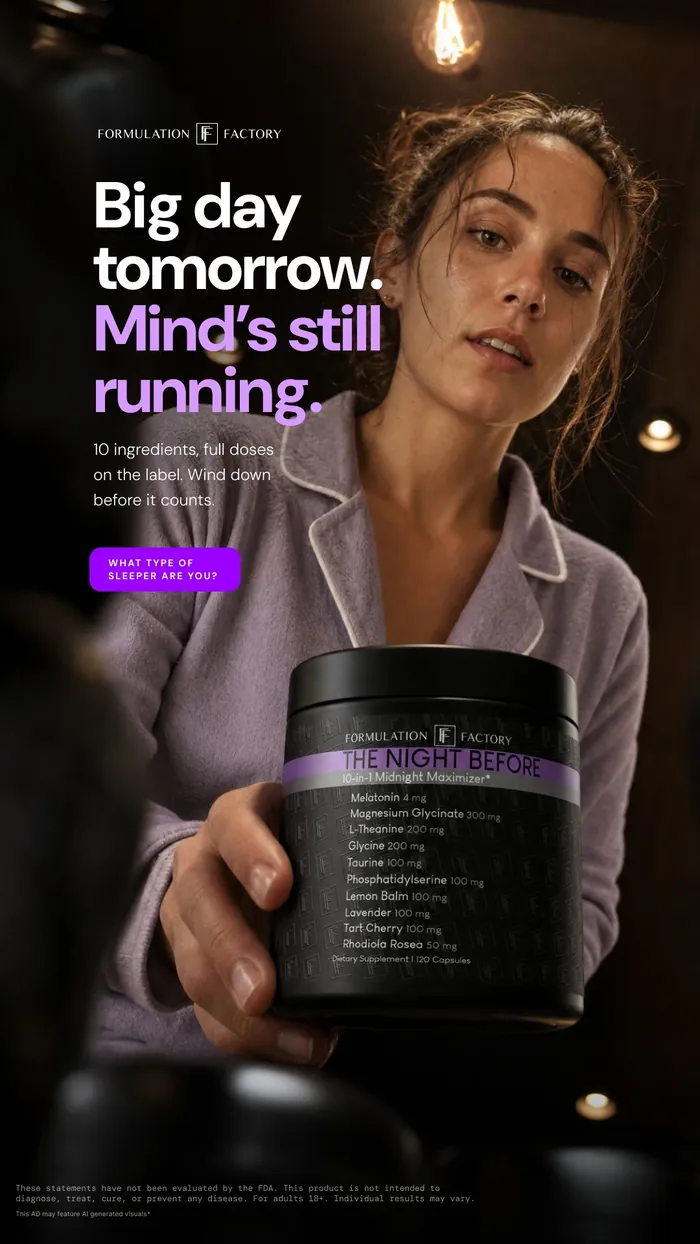 FORMULATION F FACTORY
Big day
tomorrow.
Mind's still
running.
10 ingredients, full doses
on the label. Wind down
before it counts.
WHAT TYPE OF
SLEEPER ARE YOU?
FORMULATION F FACTORY
THE NIGHT BEFORE
10-in-1 Midnight Maximizer*
Melatonin 4 mg
Magnesium Glycinate 300 mg
L-Theanine 200 mg
Glycine 200 mg
Taurine 100 mg
Phosphatidylserine 100 mg
Lemon Balm 100 mg
Lavender 100 mg
Tart Cherry 100 mg
Rhodiola Rosea 50 mg
Dietary Supplement | 120 Capsules
These statements have not been evaluated by the FDA. This product is not intended to
diagnose, treat, cure, or prevent any disease. For adults 18+. Individual results may vary.
This AD may feature AI generated visuals*